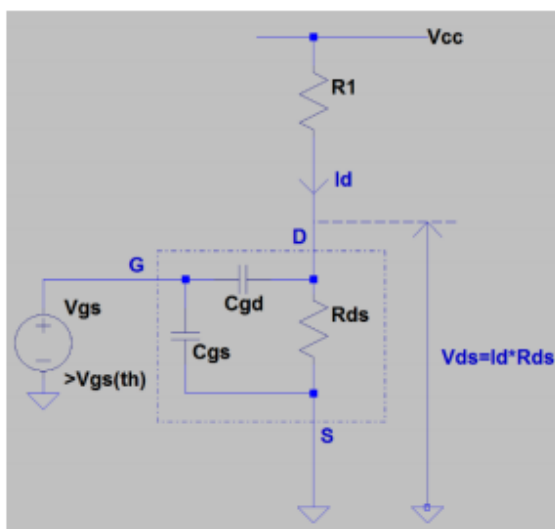 Vcc
R1
Id
D
G
Vgs
Cgd
Rds
Cgs
Vds=Id*Rds
>Vgs(th)
S